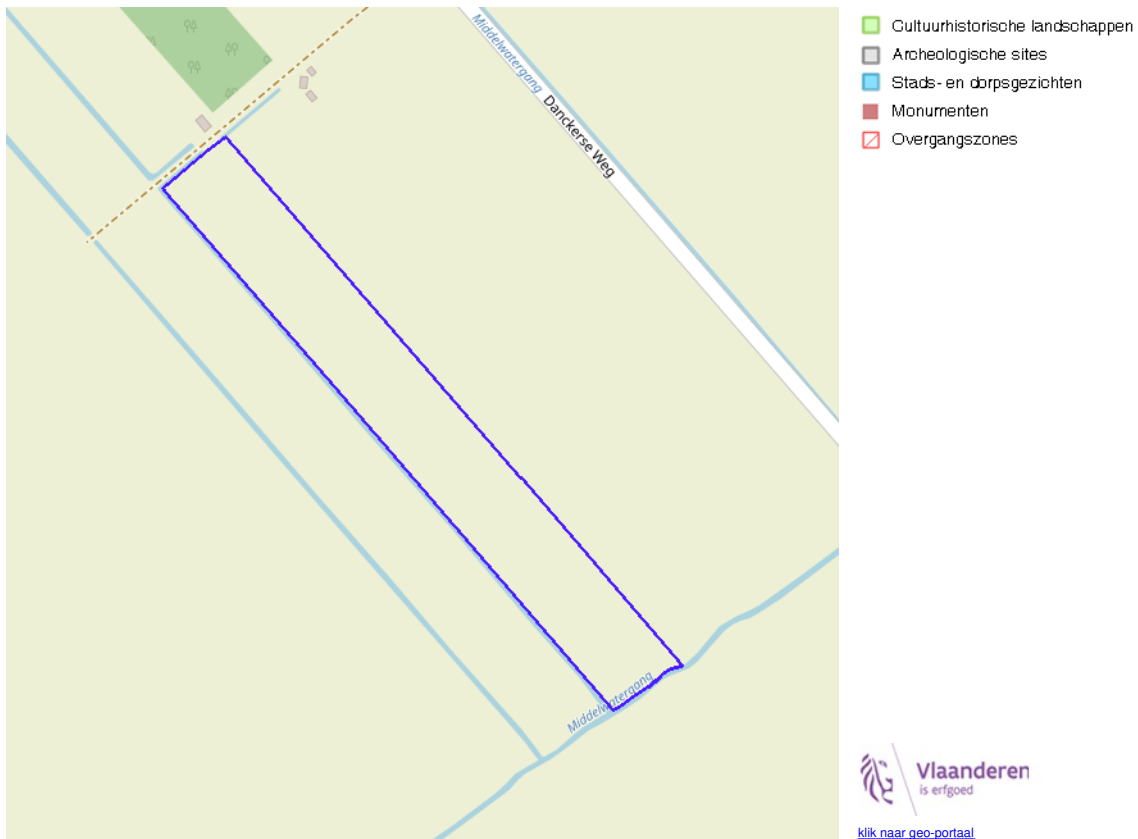 Middelwatergang
Danckerse Weg
Middelwatergang
Cultuurhistorische landschappen
Archeologische sites
Stads- en dorpsgezichten
Monumenten
Overgangszones
Vlaanderen
is erfgoed
klik naar geo-portaal